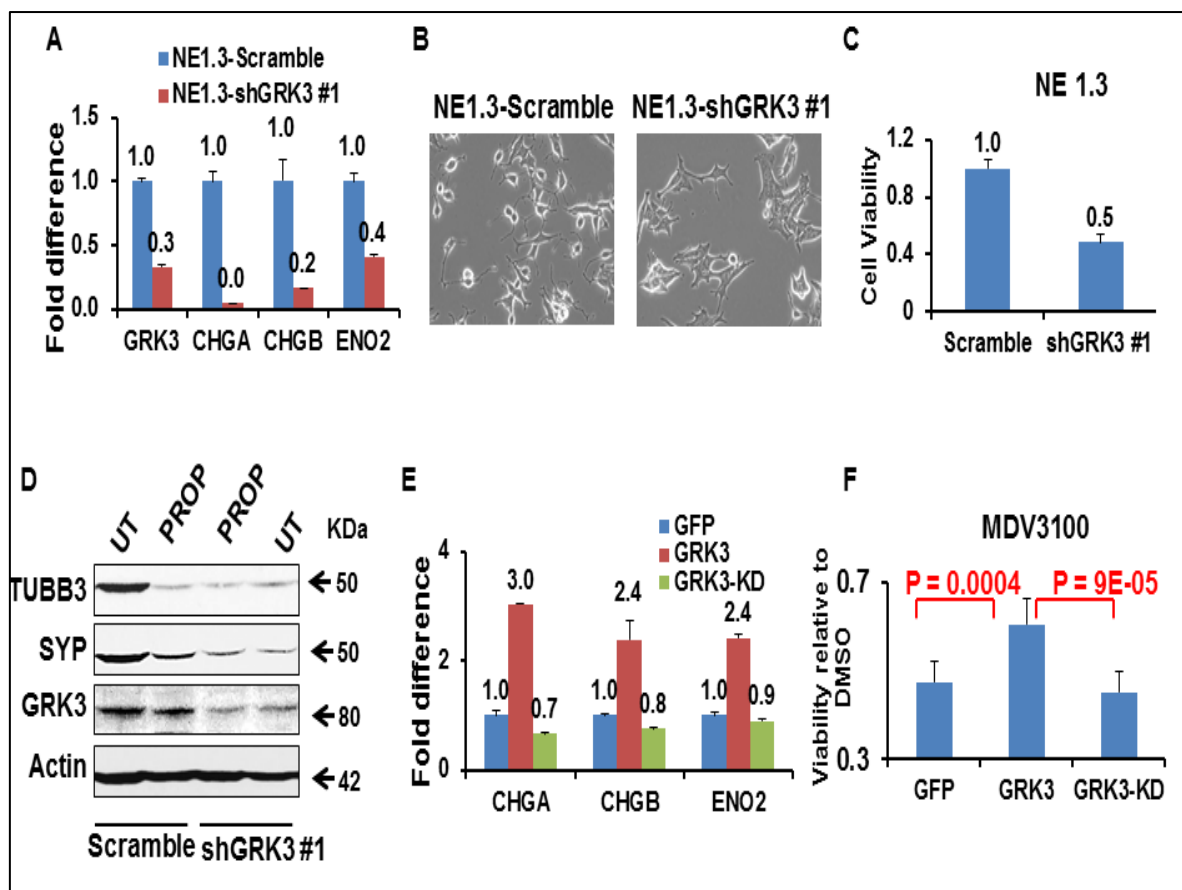 A
NE1.3-Scramble
NE1.3-shGRK3 #1
Fold difference
1.5
1.0
0.5
0.0
1.0
1.0
1.0
1.0
0.3
0.0
0.2
0.4
GRK3 CHGA CHGB ENO2
B
NE1.3-Scramble NE1.3-shGRK3 #1
C
NE 1.3
Cell Viability
1.2
0.8
0.4
0
1.0
0.5
Scramble shGRK3 #1
D
UT PROP PROP UT KDa
TUBB3 50
SYP 50
GRK3 80
Actin 42
Scramble shGRK3 #1
E
GFP
GRK3
GRK3-KD
Fold difference
4
2
0
1.0 3.0 0.7
1.0 2.4 0.8
1.0 2.4 0.9
CHGA CHGB ENO2
F
MDV3100
Viability relative to
DMSO
0.7
0.3
P = 0.0004 P = 9E-05
GFP GRK3 GRK3-KD